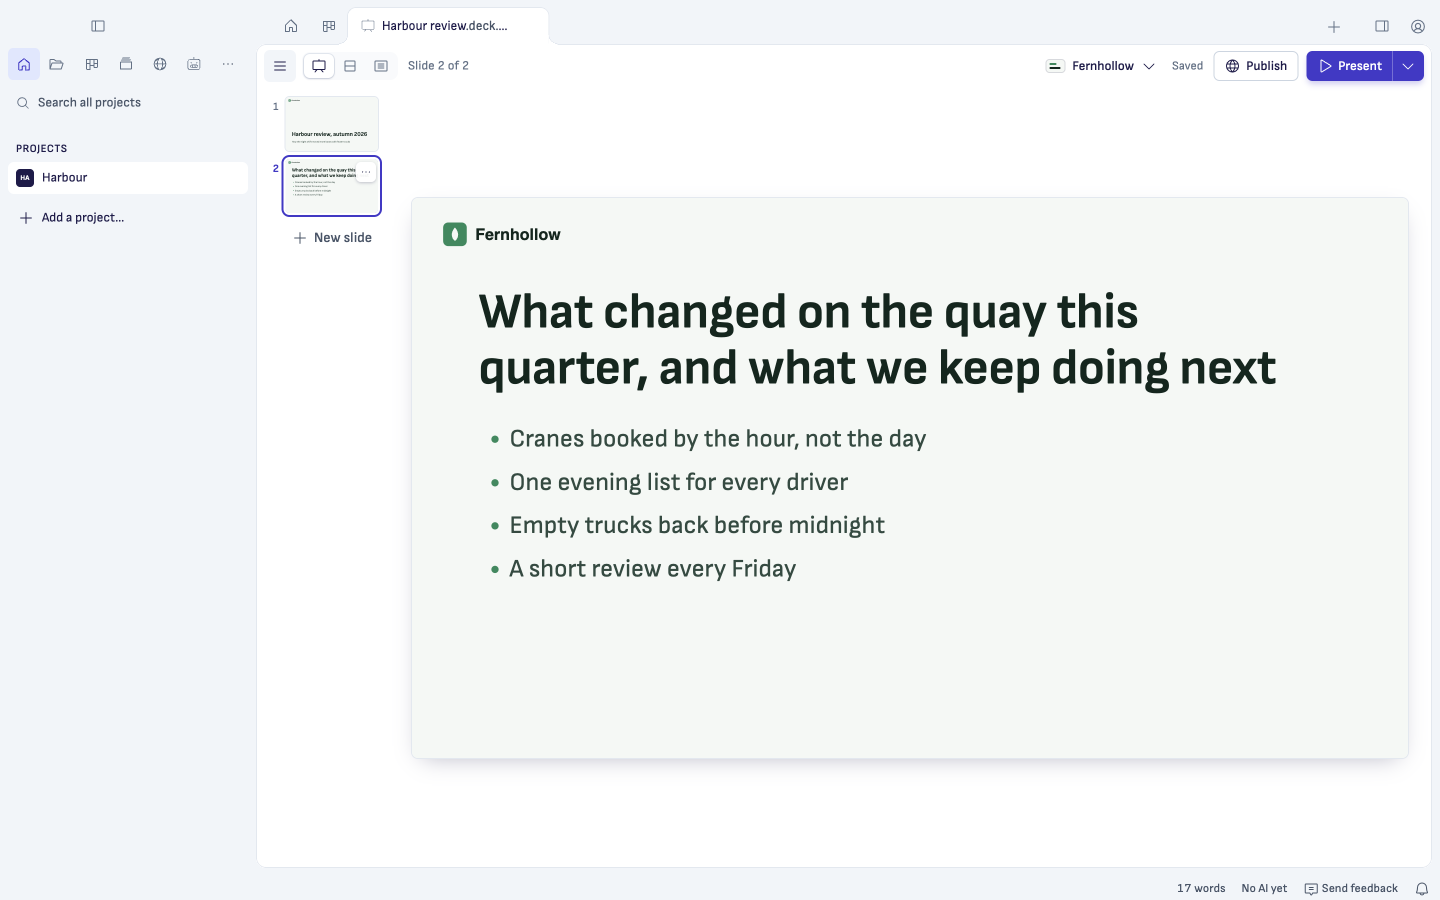 Harbour review.deck....
Slide 2 of 2
Fernhollow
Saved
Publish
Present
Search all projects
PROJECTS
HA
Harbour
Add a project...
1
Harbour review, autumn 2026
2
What changed on the quay this
quarter, and what we keep doin
New slide
Fernhollow
What changed on the quay this
quarter, and what we keep doing next
• Cranes booked by the hour, not the day
• One evening list for every driver
• Empty trucks back before midnight
• A short review every Friday
17 words
No AI yet
Send feedback